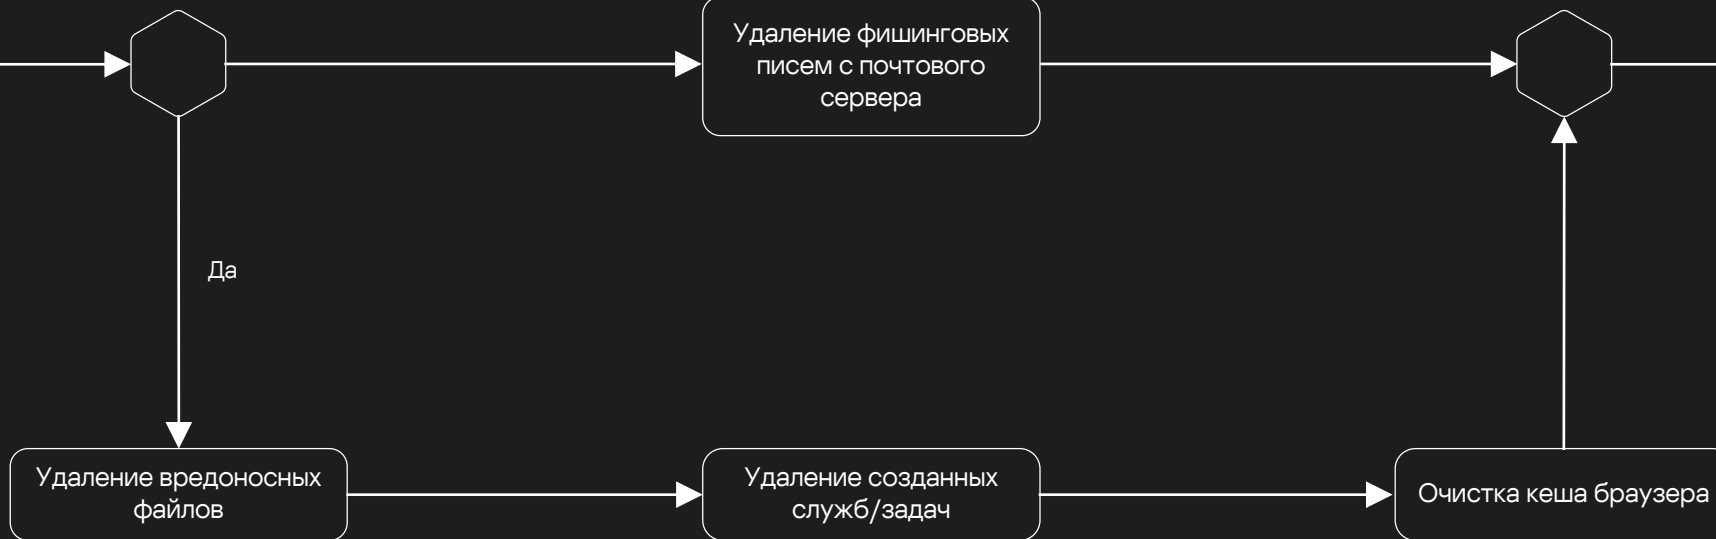 Удаление фишинговых
писем с почтового
сервера
Да
Удаление вредоносных
файлов
Удаление созданных
служб/задач
Очистка кеша браузера